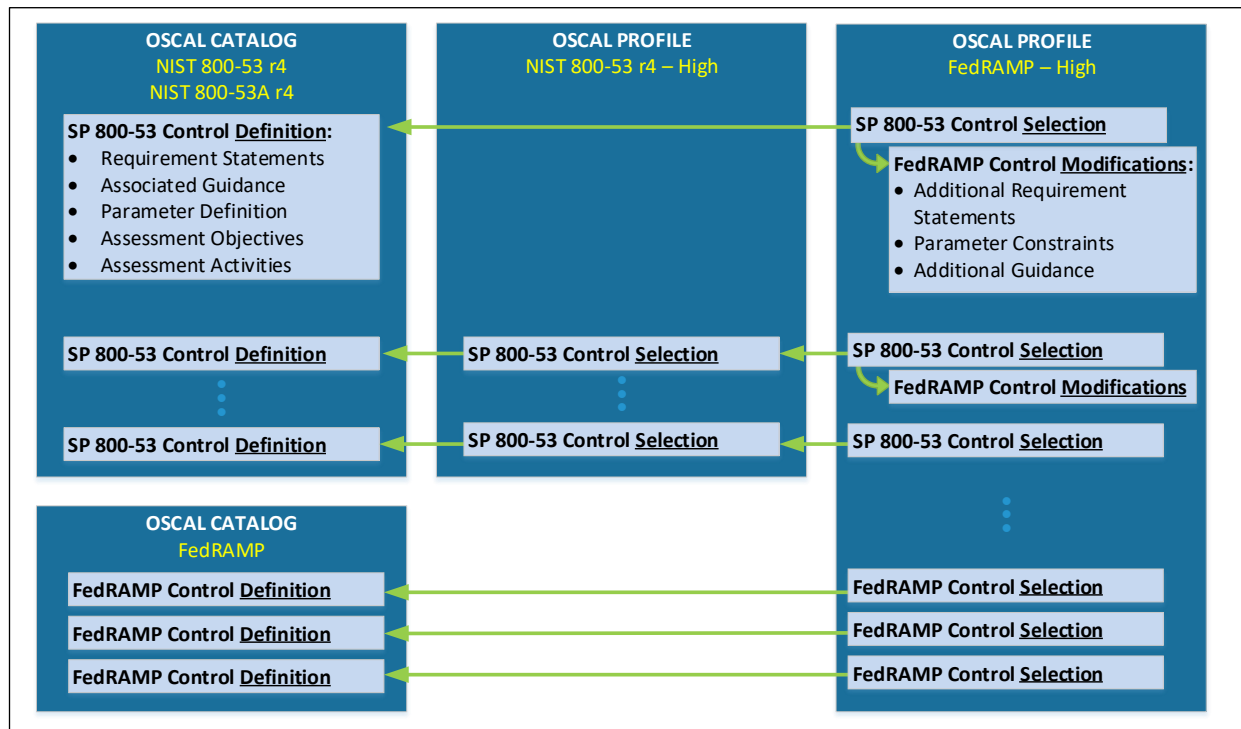 OSCAL CATALOG
NIST 800-53 r4
NIST 800-53A r4
SP 800-53 Control Definition:
• Requirement Statements
• Associated Guidance
• Parameter Definition
• Assessment Objectives
• Assessment Activities
SP 800-53 Control Definition
SP 800-53 Control Definition
OSCAL PROFILE
NIST 800-53 r4 – High
SP 800-53 Control Selection
SP 800-53 Control Selection
OSCAL PROFILE
FedRAMP – High
SP 800-53 Control Selection
FedRAMP Control Modifications:
• Additional Requirement
Statements
• Parameter Constraints
• Additional Guidance
SP 800-53 Control Selection
FedRAMP Control Modifications
SP 800-53 Control Selection
FedRAMP Control Selection
FedRAMP Control Selection
FedRAMP Control Selection
OSCAL CATALOG
FedRAMP
FedRAMP Control Definition
FedRAMP Control Definition
FedRAMP Control Definition